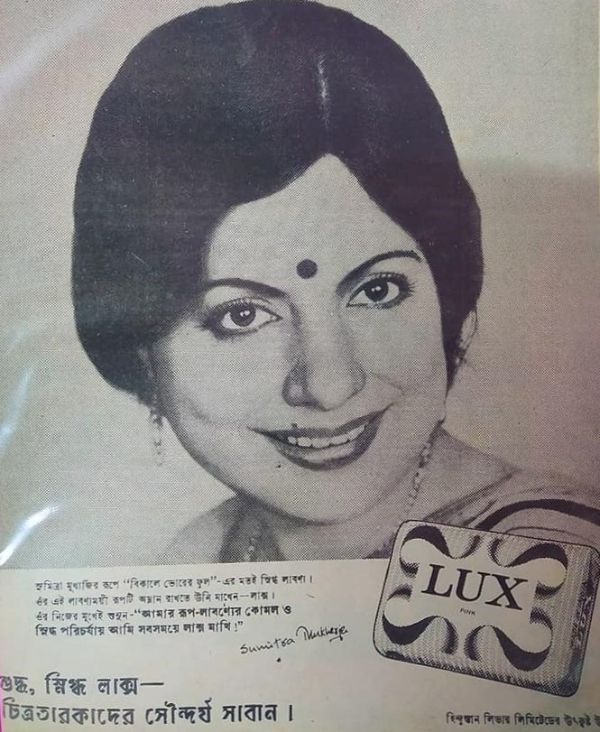 সুমিত্রা মুখার্জির রূপে "বিকালে ভোরের ফুল"-এর মতই স্নিগ্ধ লাবণ্য।
ওঁর এই লাবণ্যময়ী রূপটি অম্লান রাখতে উনি মাখেন—লাক্স।
ওঁর নিজের মুখেই শুনুন-"আমার রূপ-লাবণ্যের কোমল ও
স্নিগ্ধ পরিচর্যায় আমি সবসময়ে লাক্স মাখি!"
Sumitra Mukherjee
LUX
PINK
শুদ্ধ, স্নিগ্ধ লাক্স—
চিত্রতারকাদের সৌন্দর্য সাবান।
হিন্দুস্থান লিভার লিমিটেডের উৎকৃষ্ট